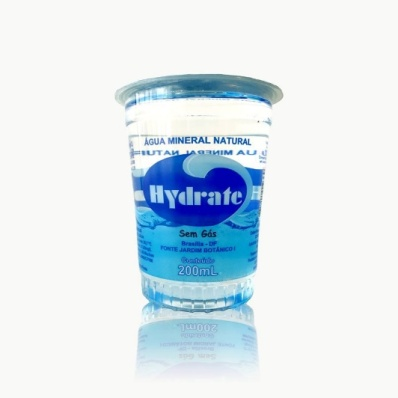 ÁGUA MINERAL NATURAL
Hydrate
Sem Gás
Brasília - DF
FONTE JARDIM BOTÂNICO I
Conteúdo
200mL